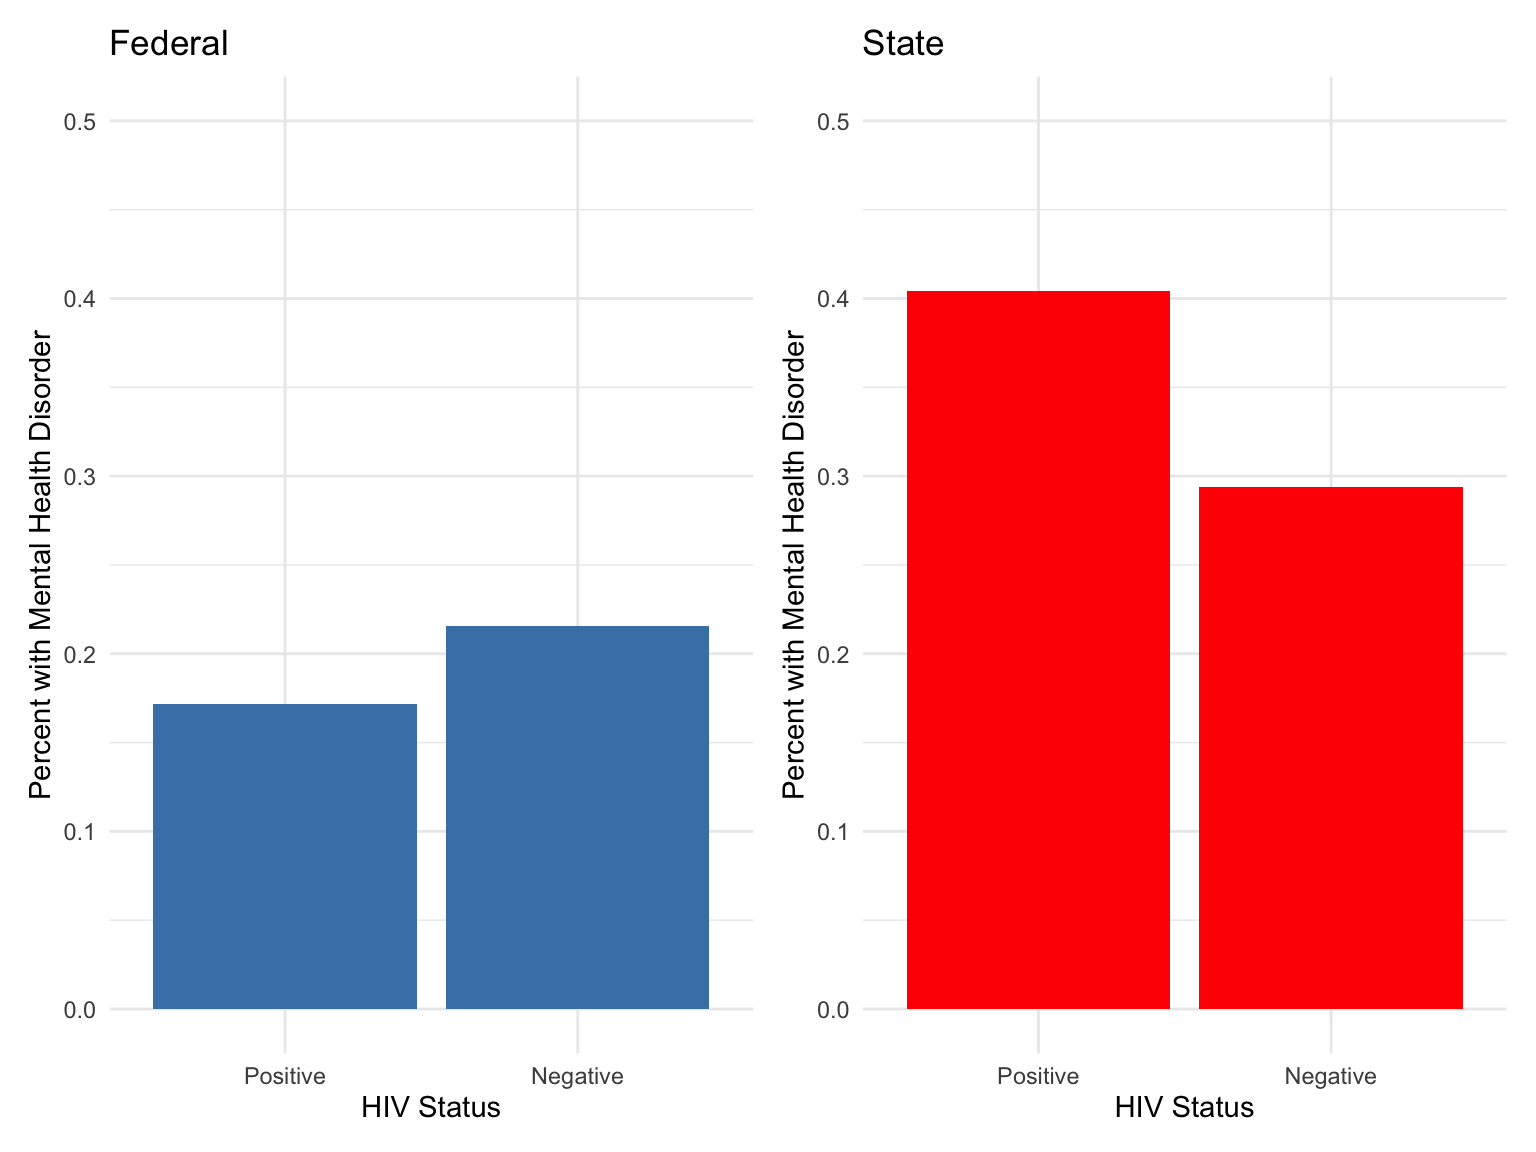 Federal
Percent with Mental Health Disorder
0.5
0.4
0.3
0.2
0.1
0.0
Positive
Negative
HIV Status
State
Percent with Mental Health Disorder
0.5
0.4
0.3
0.2
0.1
0.0
Positive
Negative
HIV Status